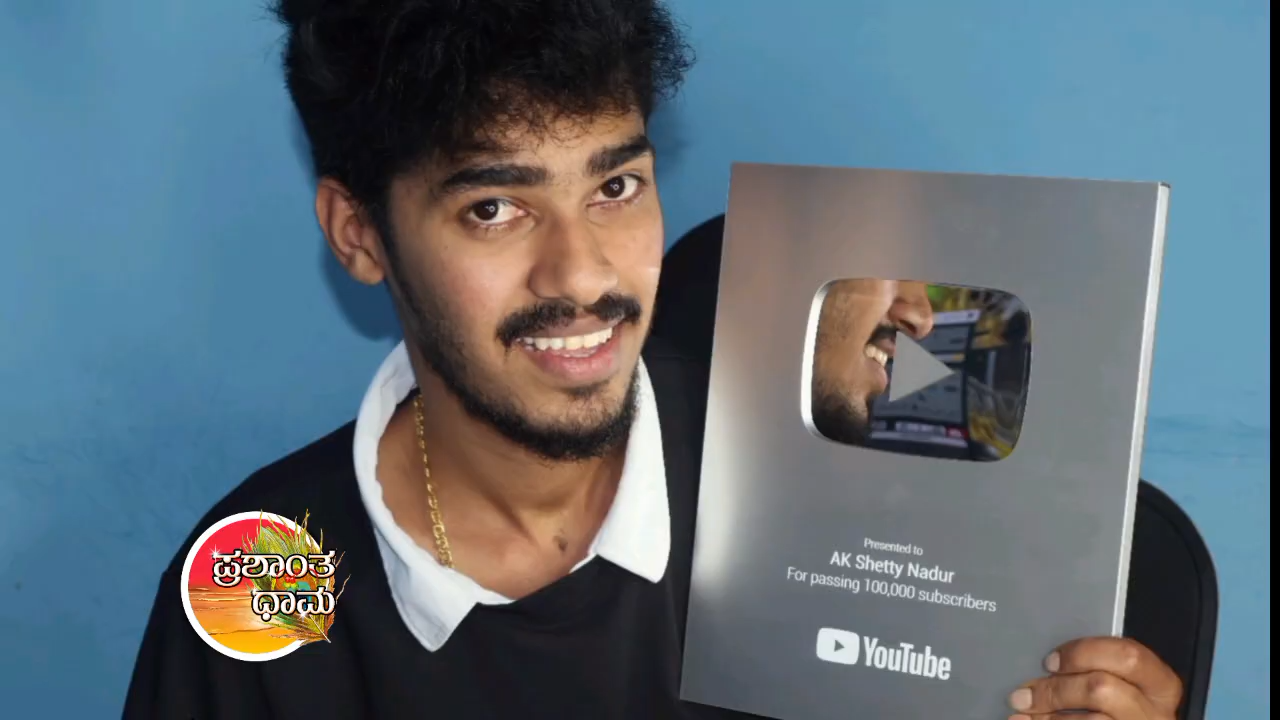 ಪ್ರಶಾಂತ
ಧಾಮ
Presented to
AK Shetty Nadur
For passing 100,000 subscribers
YouTube